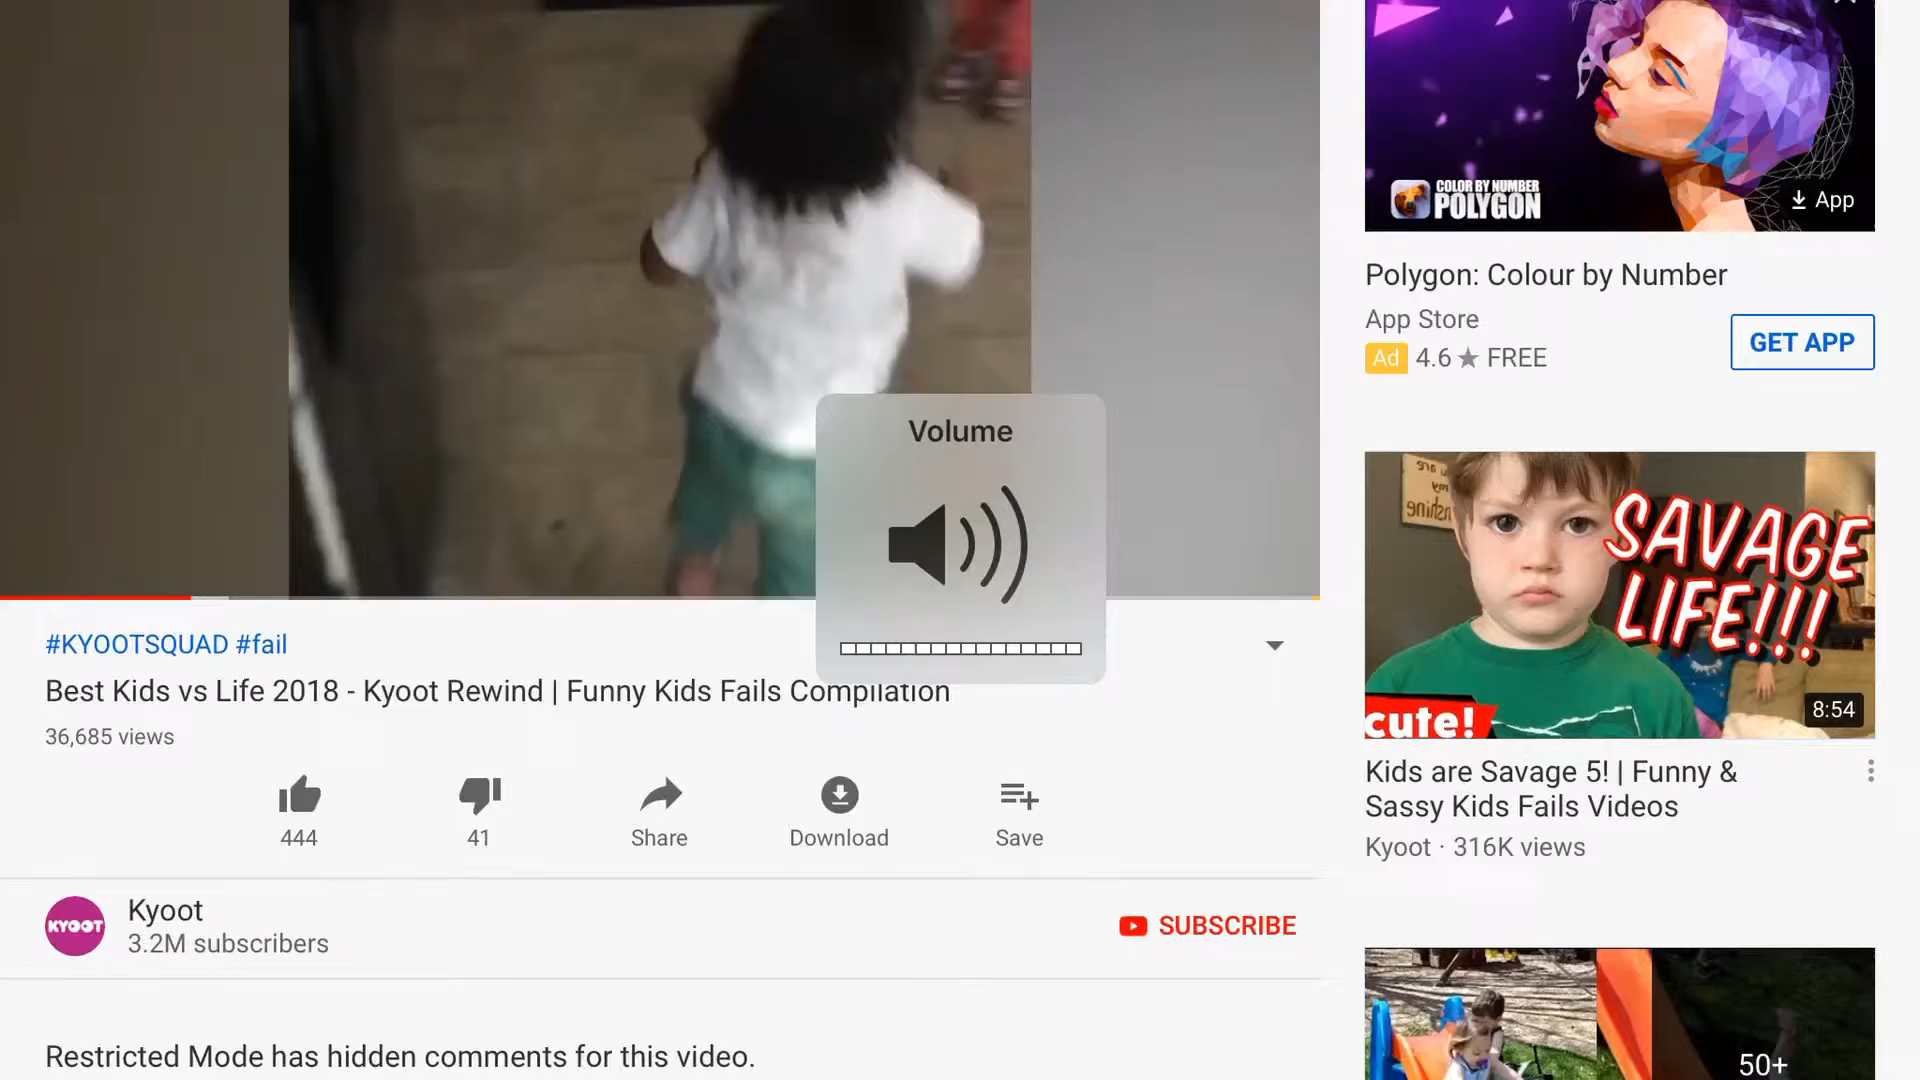 Volume
#KYOOTSQUAD #fail
Best Kids vs Life 2018 - Kyoot Rewind | Funny Kids Fails Compilation
36,685 views
444
41
Share
Download
Save
KYOOT
Kyoot
3.2M subscribers
SUBSCRIBE
Restricted Mode has hidden comments for this video.
COLOR BY NUMBER
POLYGON
App
Polygon: Colour by Number
App Store
Ad 4.6 ★ FREE
GET APP
SAVAGE
LIFE!!!
cute!
8:54
Kids are Savage 5! | Funny &
Sassy Kids Fails Videos
Kyoot · 316K views
50+